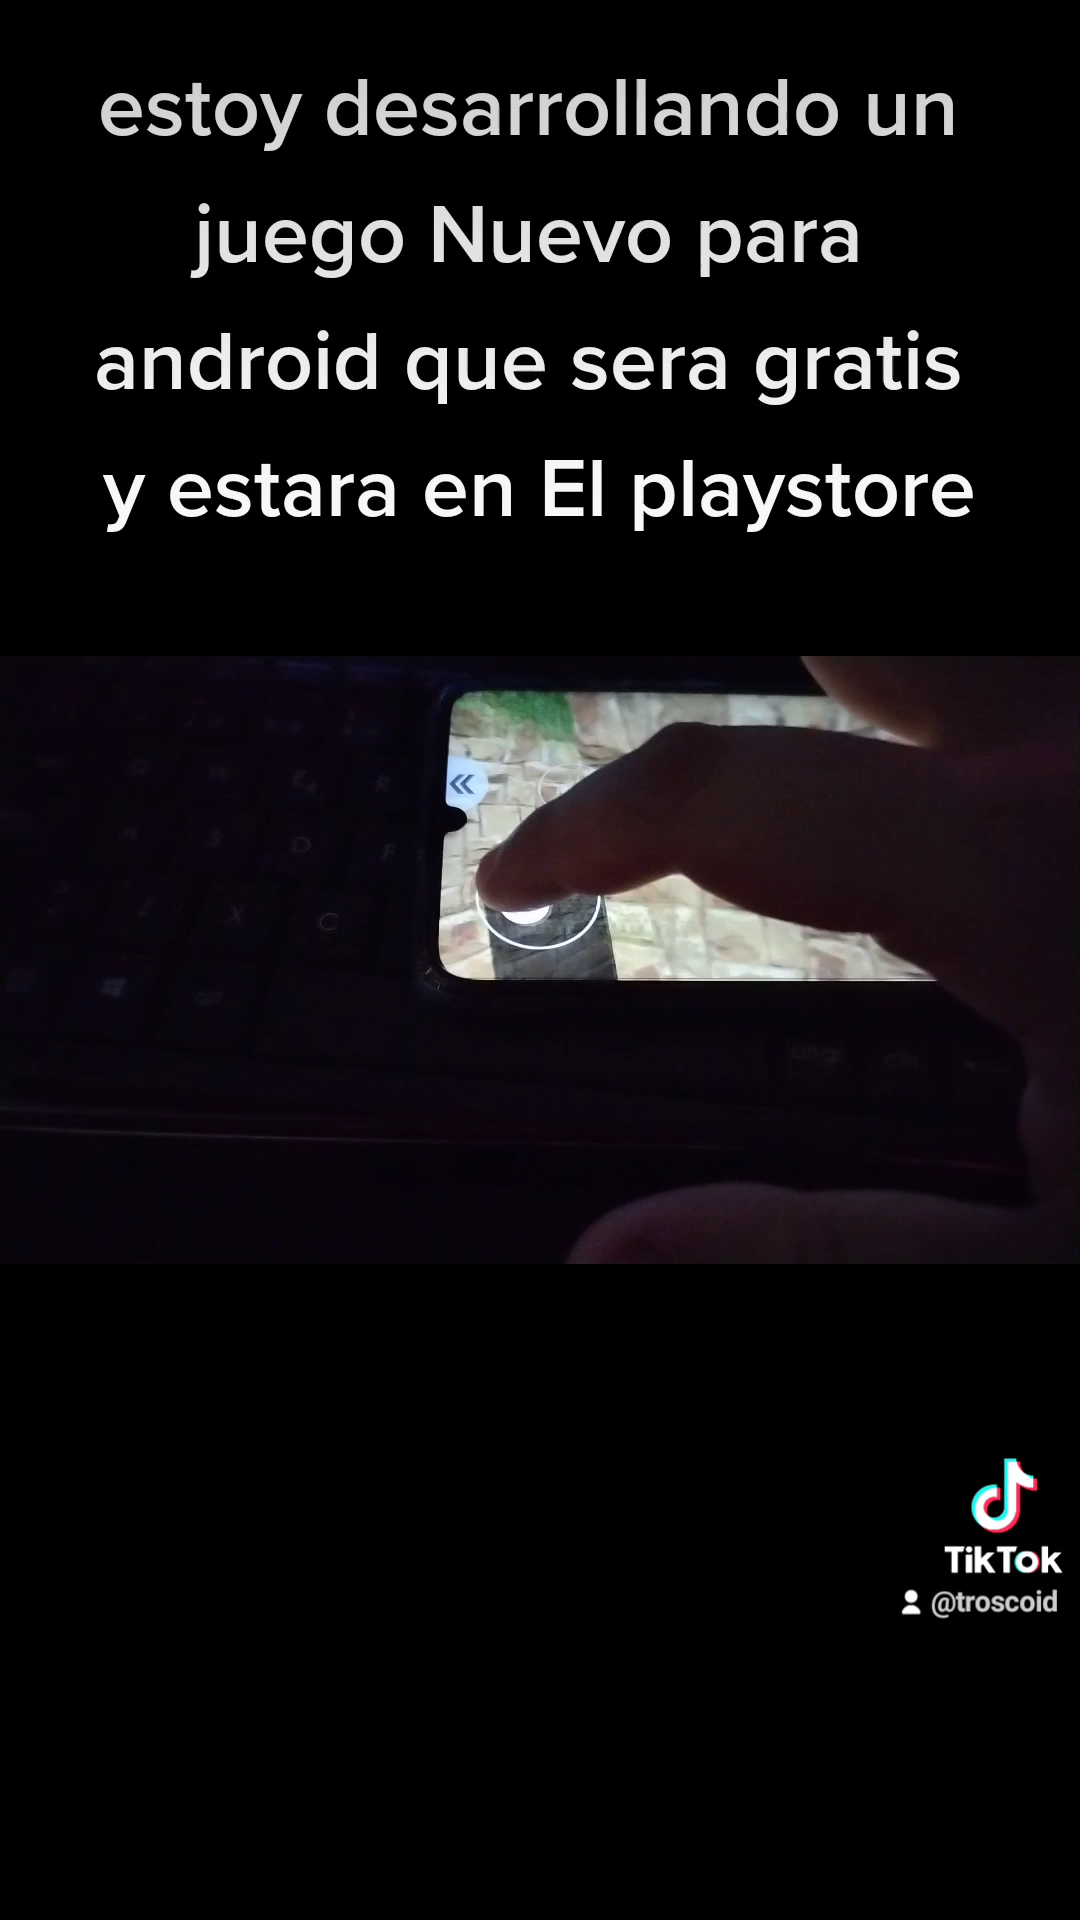 estoy desarrollando un
juego Nuevo para
android que sera gratis
y estara en El playstore
R
A S D F
Z X C
TikTok
@troscoid